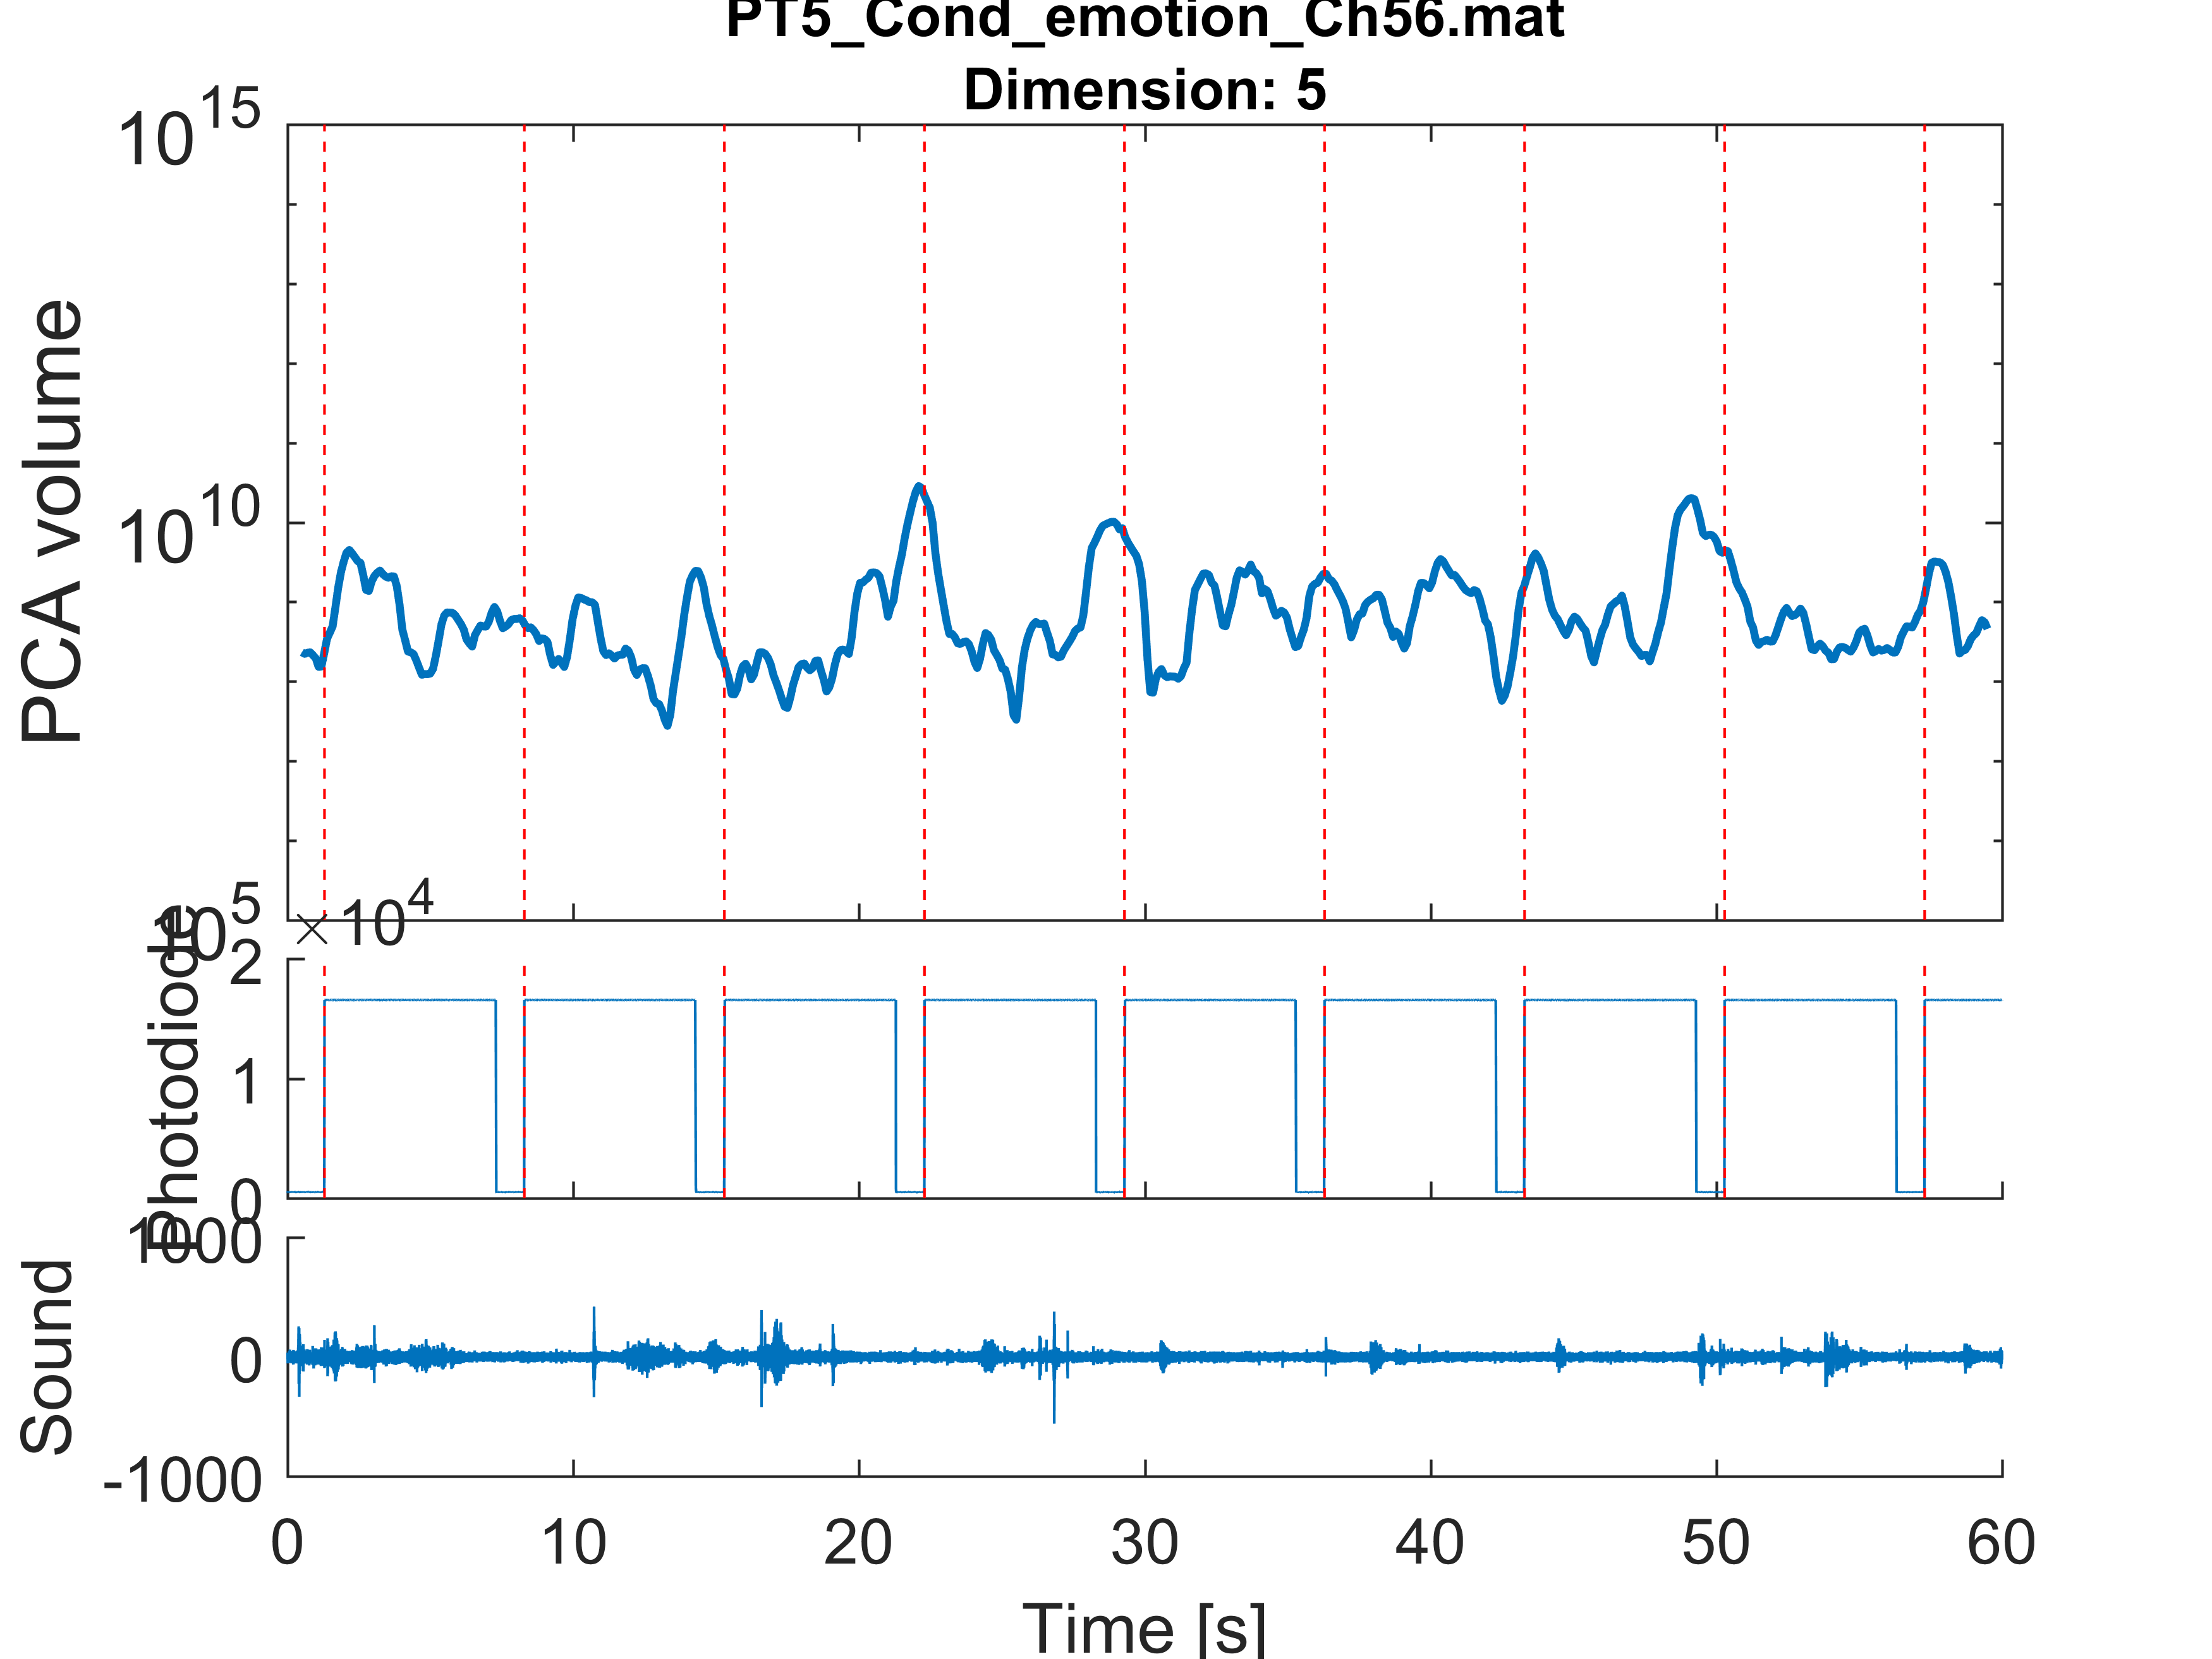 PT5_Cond_emotion_Ch56.mat
Dimension: 5
10^15
10^10
10^5
PCA volume
×10^4
2
1
0
Photodiode
1000
0
-1000
Sound
0 10 20 30 40 50 60
Time [s]